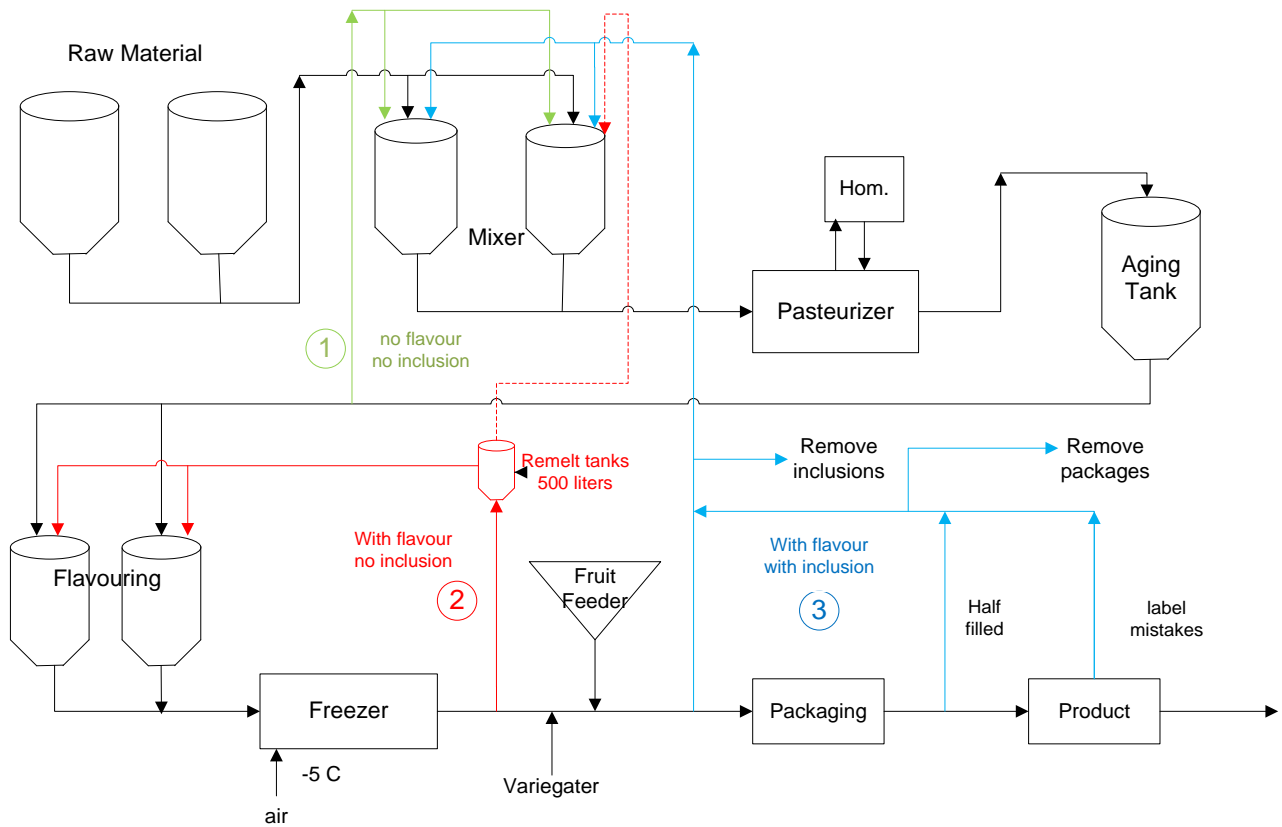 Raw Material
Mixer
Hom.
Pasteurizer
Aging
Tank
1
no flavour
no inclusion
Remelt tanks
500 liters
Remove
inclusions
Remove
packages
With flavour
no inclusion
2
With flavour
with inclusion
3
Flavouring
Fruit
Feeder
Half
filled
label
mistakes
Freezer
Packaging
Product
-5 C
air
Variegater